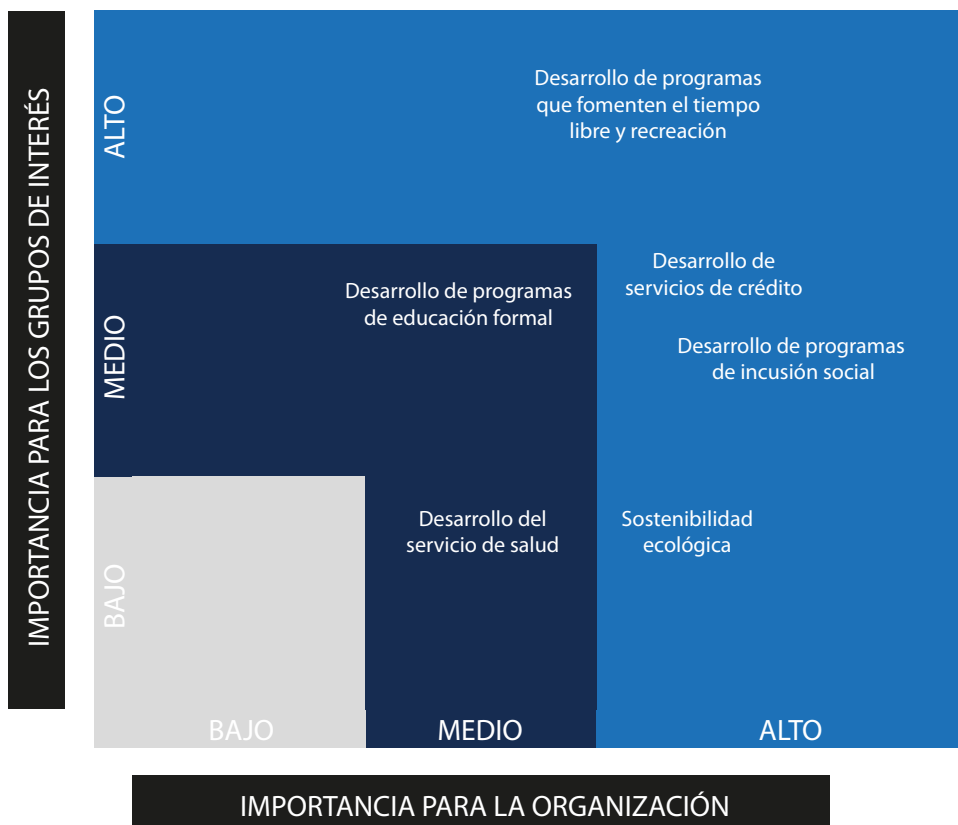 IMPORTANCIA PARA LOS GRUPOS DE INTERÉS
ALTO
Desarrollo de programas
que fomenten el tiempo
libre y recreación
MEDIO
Desarrollo de programas
de educación formal
Desarrollo de
servicios de crédito
Desarrollo de programas
de incusión social
BAJO
Desarrollo del
servicio de salud
Sostenibilidad
ecológica
BAJO
MEDIO
ALTO
IMPORTANCIA PARA LA ORGANIZACIÓN